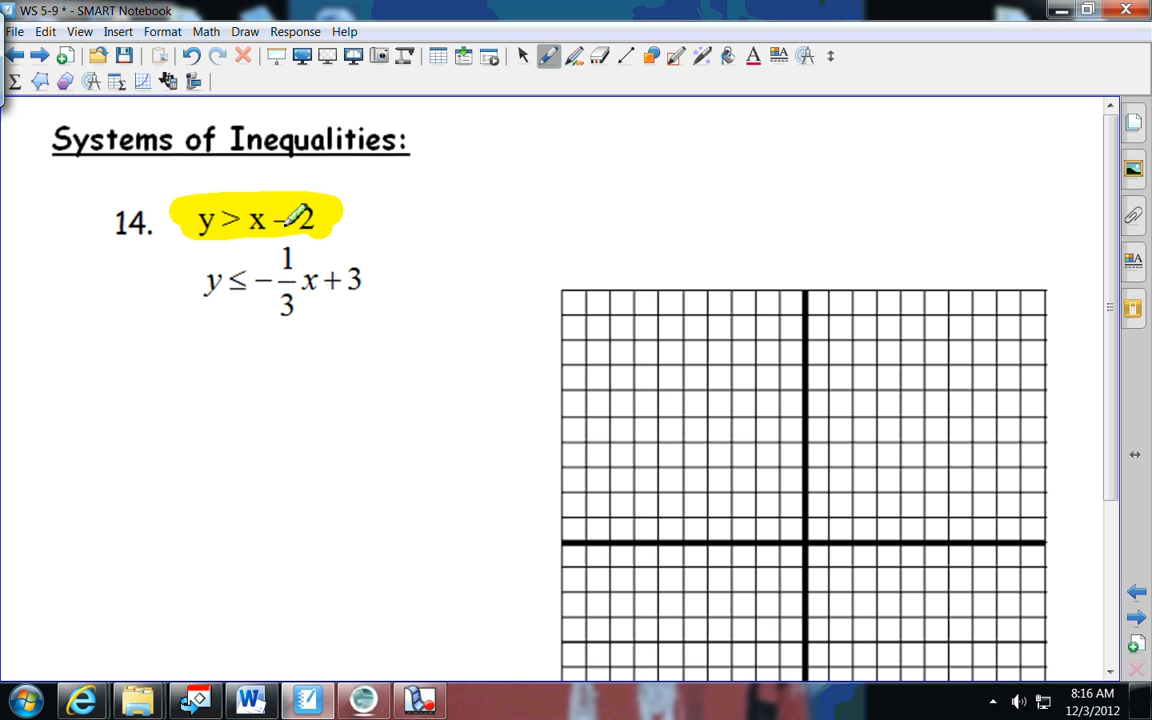 WS 5-9 * - SMART Notebook
File Edit View Insert Format Math Draw Response Help
Systems of Inequalities:
14. y > x - 2
y ≤ -1/3 x + 3
8:16 AM
12/3/2012